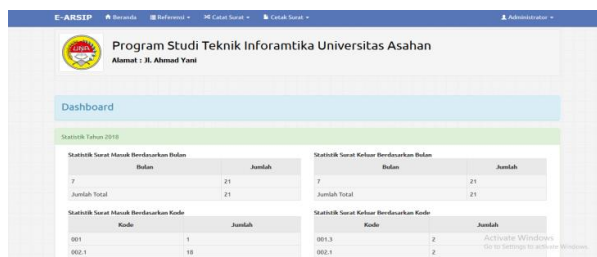 E-ARSIP Beranda Referensi Catat Surat Cetak Surat Administrator
UNA
Program Studi Teknik Inforamtika Universitas Asahan
Alamat : Jl. Ahmad Yani
Dashboard
Statistik Tahun 2018
Statistik Surat Masuk Berdasarkan Bulan
Bulan Jumlah
7 21
Jumlah Total 21
Statistik Surat Keluar Berdasarkan Bulan
Bulan Jumlah
7 21
Jumlah Total 21
Statistik Surat Masuk Berdasarkan Kode
Kode Jumlah
001 1
002.1 18
Statistik Surat Keluar Berdasarkan Kode
Kode Jumlah
001.3 2
002.1 2
Activate Windows
Go to Settings to activate Windows.